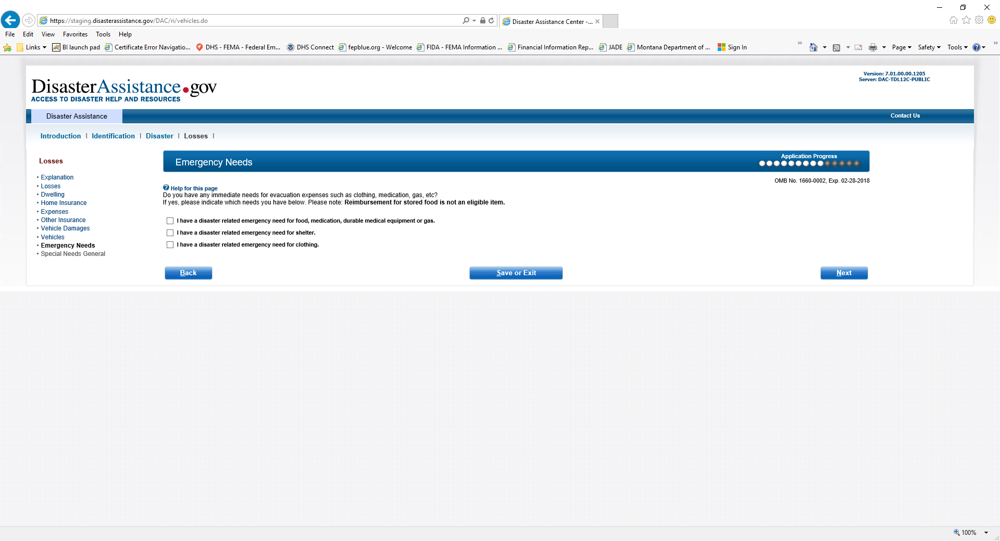 https://staging.disasterassistance.gov/DAC/ri/vehicles.do
Disaster Assistance Center -...
File Edit View Favorites Tools Help
Links BI launch pad Certificate Error Navigatio... DHS - FEMA - Federal Em... DHS Connect fepblue.org - Welcome FIDA - FEMA Information ... Financial Information Rep... JADE Montana Department of ... Sign In » Page Safety Tools »
Version: 7.01.00.00.1205
Server: DAC-TDL12C-PUBLIC
DisasterAssistance.gov
ACCESS TO DISASTER HELP AND RESOURCES
Disaster Assistance
Contact Us
Introduction | Identification | Disaster | Losses |
Losses
• Explanation
• Losses
• Dwelling
• Home Insurance
• Expenses
• Other Insurance
• Vehicle Damages
• Vehicles
• Emergency Needs
• Special Needs General
Emergency Needs
Application Progress
OMB No. 1660-0002, Exp. 02-28-2018
? Help for this page
Do you have any immediate needs for evacuation expenses such as clothing, medication, gas, etc?
If yes, please indicate which needs you have below. Please note: Reimbursement for stored food is not an eligible item.
I have a disaster related emergency need for food, medication, durable medical equipment or gas.
I have a disaster related emergency need for shelter.
I have a disaster related emergency need for clothing.
Back
Save or Exit
Next
100%